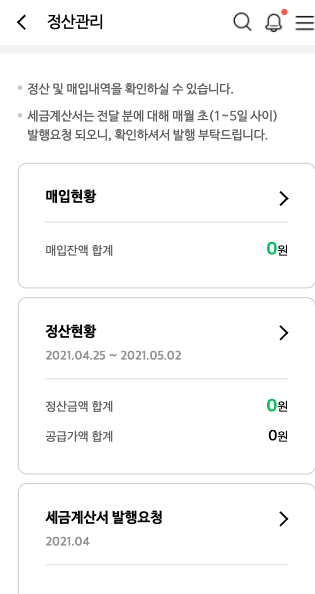 정산관리
정산 및 매입내역을 확인하실 수 있습니다.
세금계산서는 전달 분에 대해 매월 초(1~5일 사이)
발행요청 되오니, 확인하셔서 발행 부탁드립니다.
매입현황
매입잔액 합계 0원
정산현황
2021.04.25 ~ 2021.05.02
정산금액 합계 0원
공급가액 합계 0원
세금계산서 발행요청
2021.04